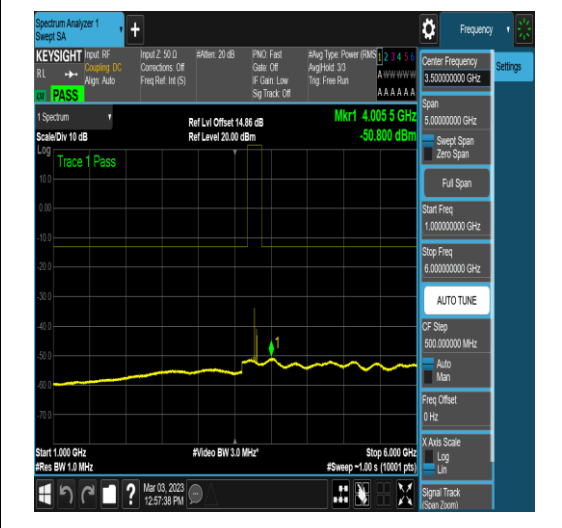 Spectrum Analyzer 1
Swept SA
+
Frequency
KEYSIGHT
RL
PASS
Input: RF
Coupling: DC
Align: Auto
Input Z: 50 Ω
Corrections: Off
Freq Ref: Int (S)
#Atten: 20 dB
PNO: Fast
Gate: Off
IF Gain: Low
Sig Track: Off
#Avg Type: Power (RMS
Avg|Hold: 3/3
Trig: Free Run
1 2 3 4 5 6
A W W W W W
A A A A A A
1 Spectrum
Scale/Div 10 dB
Log
Ref Lvl Offset 14.86 dB
Ref Level 20.00 dBm
Mkr1 4.005 5 GHz
-50.800 dBm
Trace 1 Pass
10.0
0.00
-10.0
-20.0
-30.0
-40.0
-50.0
-60.0
-70.0
1
Start 1.000 GHz
#Res BW 1.0 MHz
#Video BW 3.0 MHz*
Stop 6.000 GHz
#Sweep ~1.00 s (10001 pts)
?
Mar 03, 2023
12:57:38 PM
Center Frequency
3.500000000 GHz
Settings
Span
5.00000000 GHz
Swept Span
Zero Span
Full Span
Start Freq
1.000000000 GHz
Stop Freq
6.000000000 GHz
AUTO TUNE
CF Step
500.000000 MHz
Auto
Man
Freq Offset
0 Hz
X Axis Scale
Log
Lin
Signal Track
(Span Zoom)